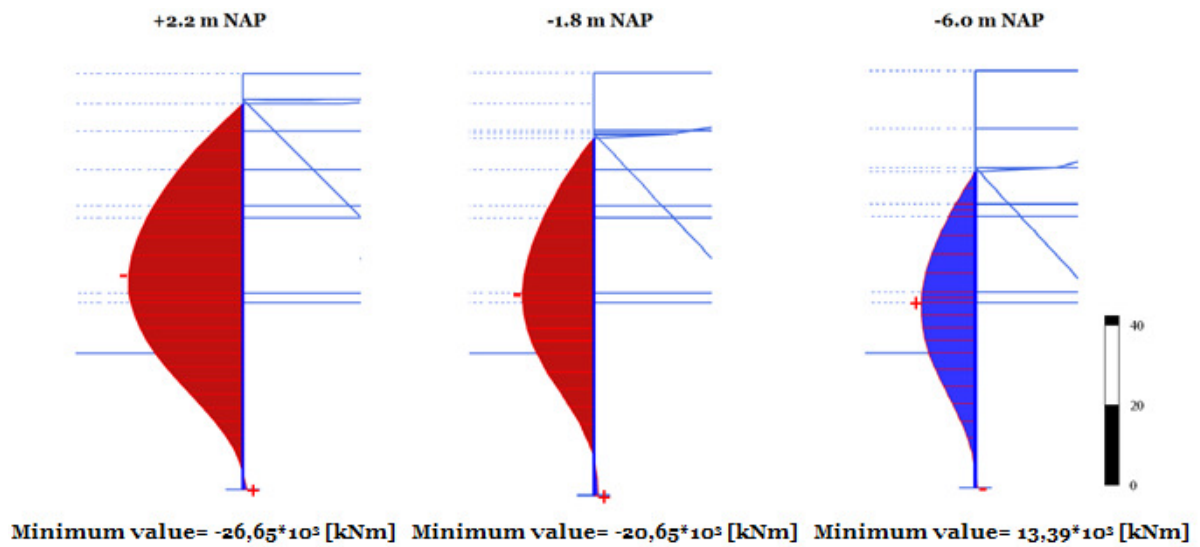 +2.2 m NAP
-1.8 m NAP
-6.0 m NAP
-
-
+
+
+
-
40
20
0
Minimum value= -26,65*10³ [kNm]
Minimum value= -20,65*10³ [kNm]
Minimum value= 13,39*10³ [kNm]